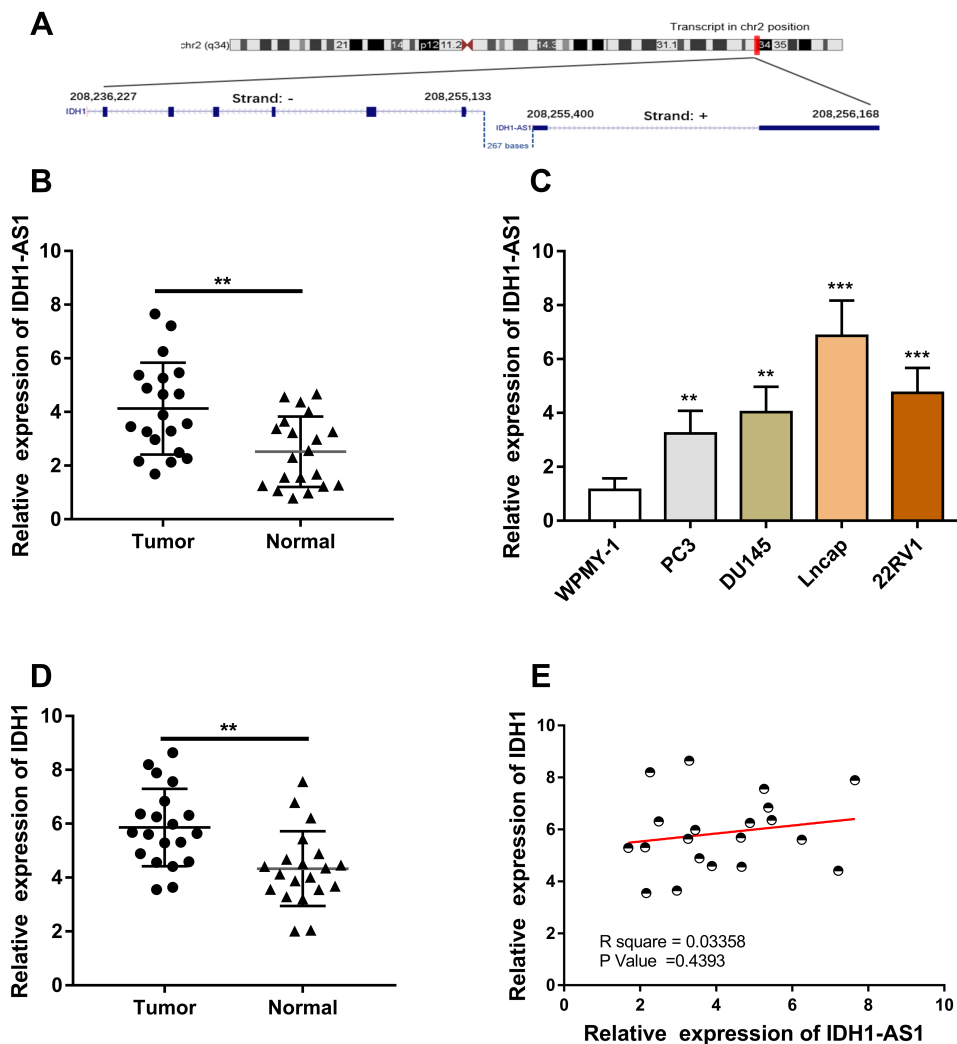 A
Transcript in chr2 position
chr2 (q34) 21 14 p12 11.2 14.3 31.1 34 35
208,236,227 Strand: - 208,255,133
IDH1
208,255,400 Strand: + 208,256,168
IDH1-AS1
267 bases
B
Relative expression of IDH1-AS1
10
8
6
4
2
0
**
Tumor Normal
C
Relative expression of IDH1-AS1
10
8
6
4
2
0
** ** *** ***
WPMY-1 PC3 DU145 Lncap 22RV1
D
Relative expression of IDH1
10
8
6
4
2
0
**
Tumor Normal
E
Relative expression of IDH1
10
8
6
4
2
0
R square = 0.03358
P Value =0.4393
0 2 4 6 8 10
Relative expression of IDH1-AS1